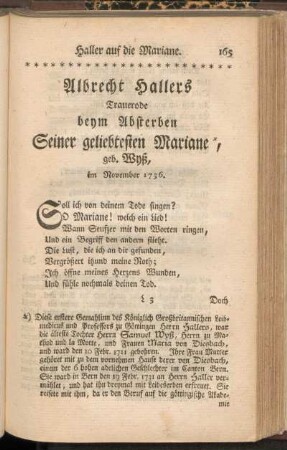 Haller auf die Mariane. 165
Albrecht Hallers
Trauerode
beym Absterben
Seiner geliebtesten Mariane *,
geb. Wyß,
im November 1736.
Soll ich von deinem Tode singen?
O Mariane! welch ein Lied!
Wann Seufzer mit den Worten ringen,
Und ein Begriff den andern flieht.
Die Lust, die ich an dir gefunden,
Vergrößert itzund meine Noth;
Ich öffne meines Herzens Wunden,
Und fühle nochmals deinen Tod.
L 3 Doch
*) Diese erstere Gemahlinn des Königlich Großbritannischen Leib-
medicus und Professors zu Göttingen Herrn Hallers, war
die älteste Tochter Herrn Samuel Wyß, Herrn zu Ma-
thod und la Motte, und Frauen Maria von Diesbach,
und ward den 10 Febr. 1711 gebohren. Ihre Frau Mutter
gehöret mit zu dem vornehmen Hause derer von Diesbach,
einem der 6 hohen adelichen Geschlechter im Canton Bern.
Sie ward in Bern den 19 Febr. 1731 an Herrn Haller ver-
mählet; und hat ihn dreymal mit Leibeserben erfreuet. Sie
reisete mit ihm, da er den Beruf auf die göttingische Akade-
mie